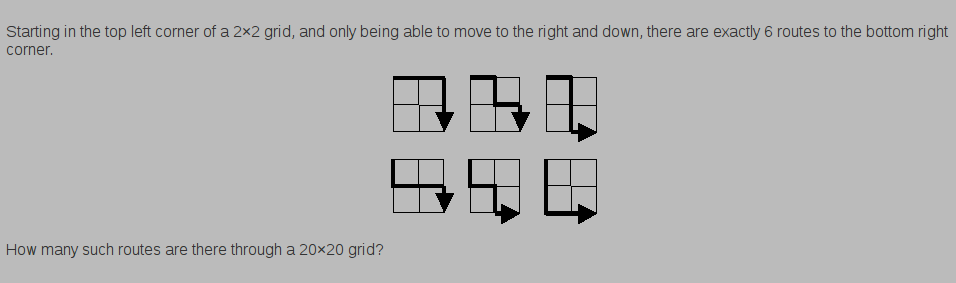 Starting in the top left corner of a 2×2 grid, and only being able to move to the right and down, there are exactly 6 routes to the bottom right
corner.
How many such routes are there through a 20×20 grid?